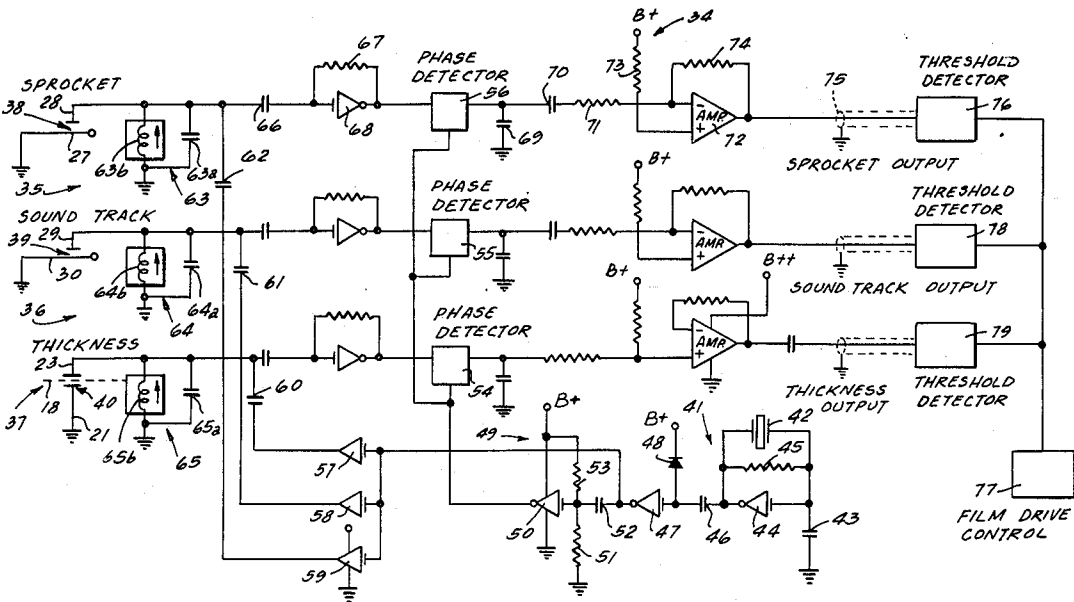 B+
34
67
74
PHASE
DETECTOR
73
THRESHOLD
DETECTOR
SPROCKET
38
28
70
75
56
76
66
68
71
AMP.
72
69
27
63b
63a
62
SPROCKET OUTPUT
35
63
B+
SOUND TRACK
PHASE
DETECTOR
THRESHOLD
DETECTOR
39
29
55
AMP.
78
30
64b
64a
61
B+
B++
SOUND TRACK OUTPUT
36
64
PHASE
DETECTOR
THICKNESS
23
54
AMP.
79
37
18
40
60
THICKNESS
OUTPUT
THRESHOLD
DETECTOR
21
65b
65
65a
B+
49
B+
41
42
57
48
45
53
58
50
52
47
46
44
43
77
59
51
FILM DRIVE
CONTROL